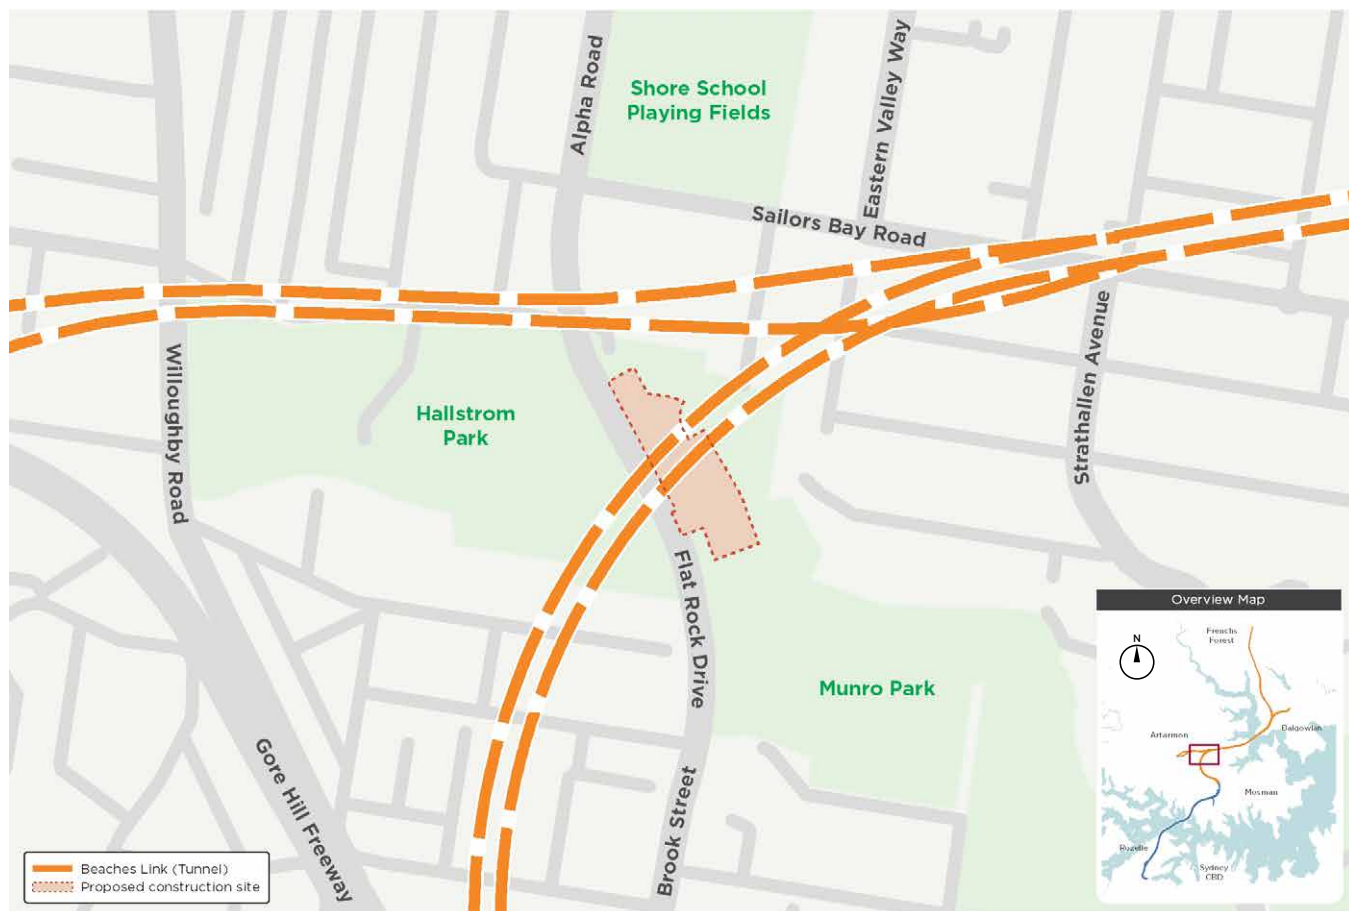 Alpha Road
Shore School
Playing Fields
Eastern Valley Way
Sailors Bay Road
Willoughby Road
Hallstrom
Park
Strathallen Avenue
Flat Rock Drive
Munro Park
Gore Hill Freeway
Brook Street
Beaches Link (Tunnel)
Proposed construction site
Overview Map
N
Frenchs
Forest
Balgowlah
Artarmon
Mosman
Rozelle
Sydney
CBD